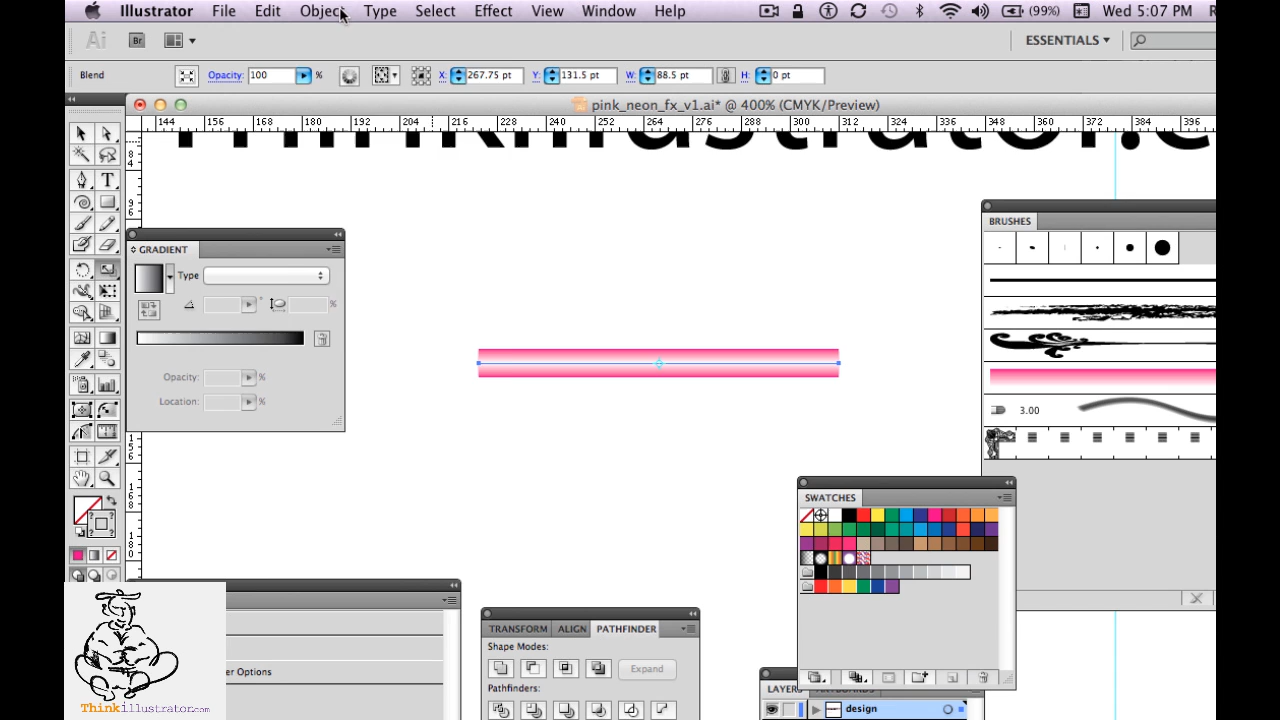 Illustrator File Edit Object Type Select Effect View Window Help (99%) Wed 5:07 PM
Ai Br ESSENTIALS
Blend Opacity: 100 % X: 267.75 pt Y: 131.5 pt W: 88.5 pt H: 0 pt
pink_neon_fx_v1.ai* @ 400% (CMYK/Preview)
144 156 168 180 192 204 216 228 240 252 264 276 288 300 312 324 336 348 360 372 384 396
BRUSHES
GRADIENT
Type
%
Opacity: %
Location: %
3.00
SWATCHES
TRANSFORM ALIGN PATHFINDER
Shape Modes:
Expand
er Options
Pathfinders:
LAYERS
design
Thinkillustrator.com